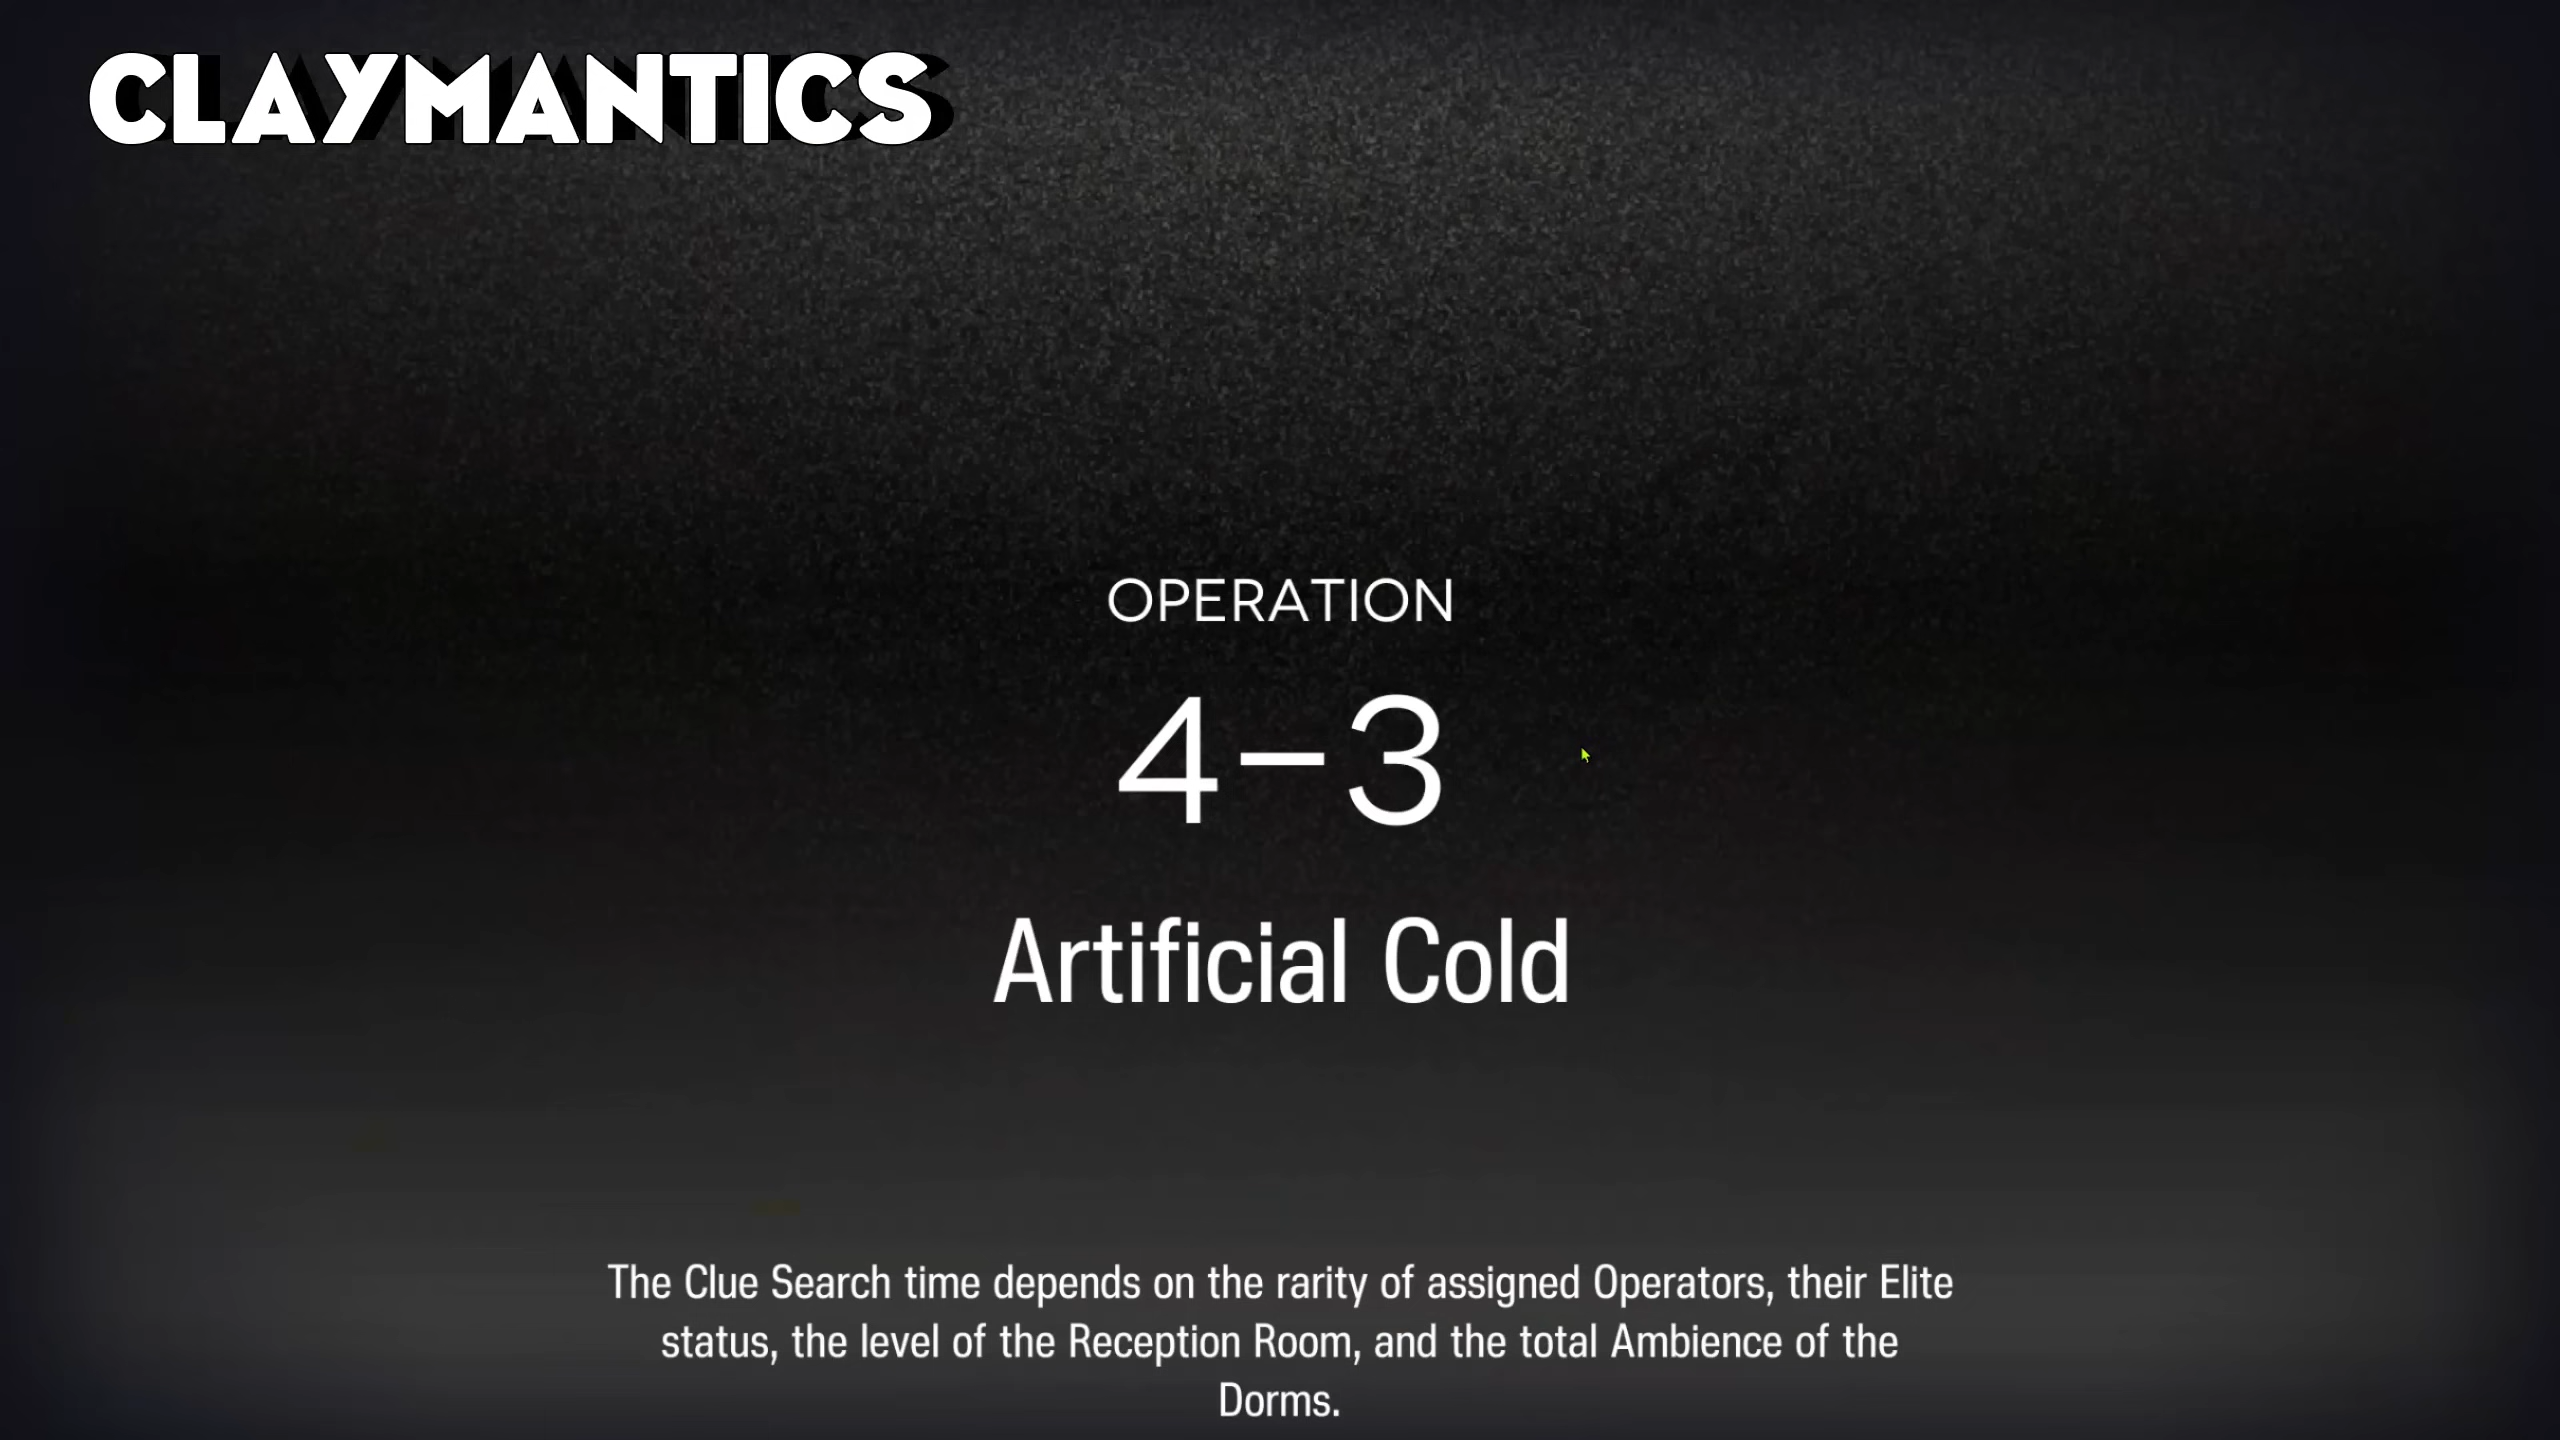 CLAYMANTICS
OPERATION
4-3
Artificial Cold
The Clue Search time depends on the rarity of assigned Operators, their Elite
status, the level of the Reception Room, and the total Ambience of the
Dorms.